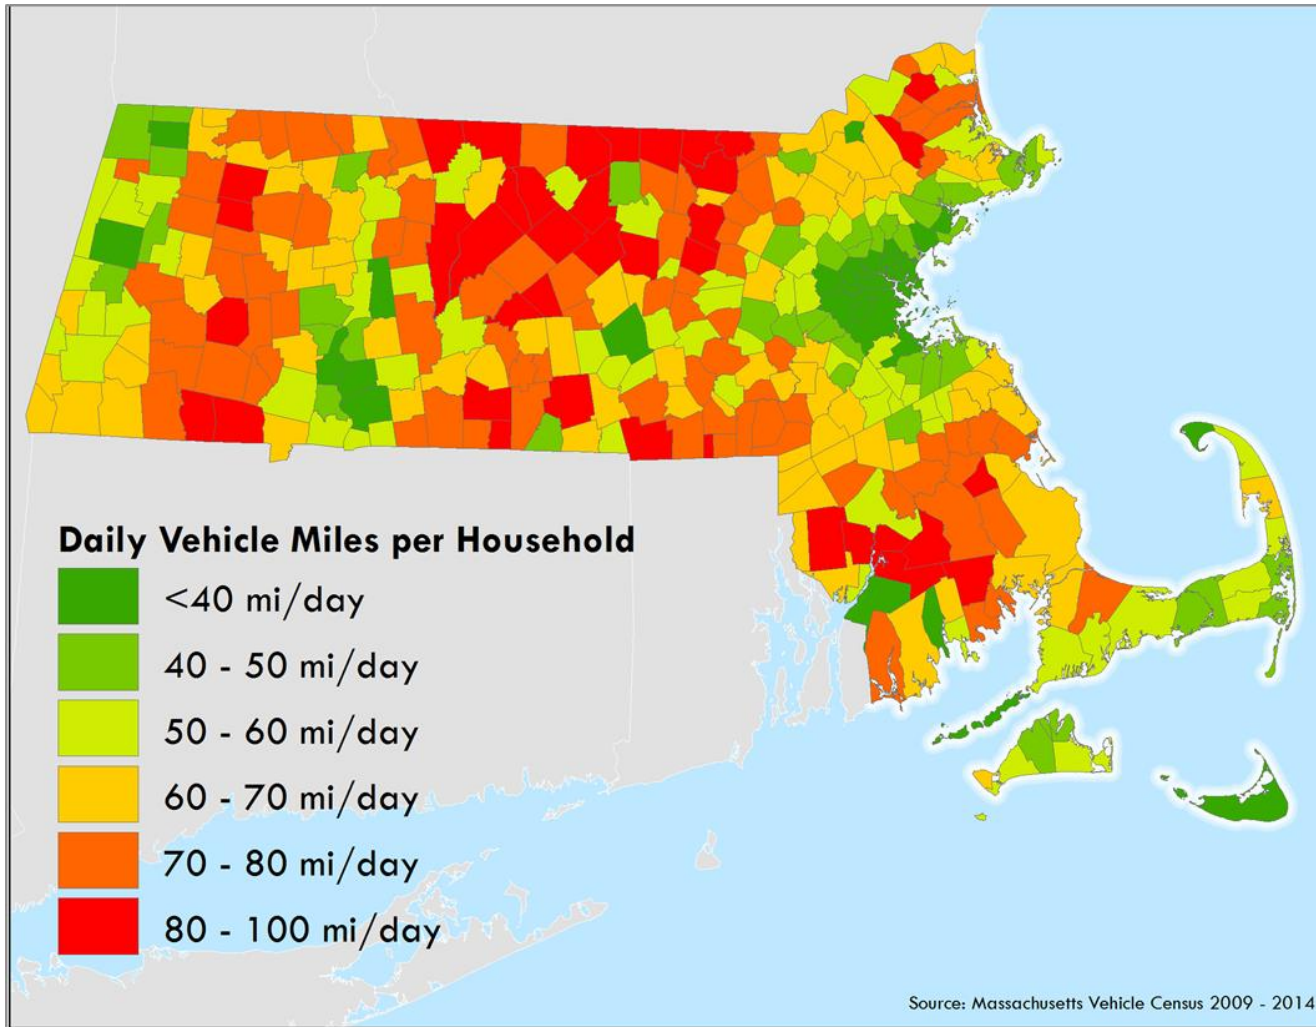 Daily Vehicle Miles per Household
<40 mi/day
40 - 50 mi/day
50 - 60 mi/day
60 - 70 mi/day
70 - 80 mi/day
80 - 100 mi/day
Source: Massachusetts Vehicle Census 2009 - 2014